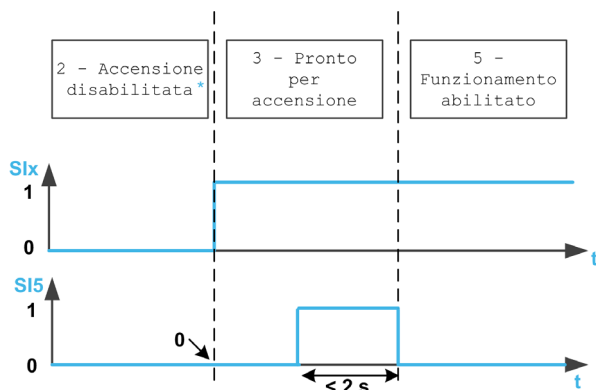 2 - Accensione
disabilitata*
3 - Pronto
per
accensione
5 -
Funzionamento
abilitato
SIx
1
0
t
SI5
1
0
0
< 2 s
t